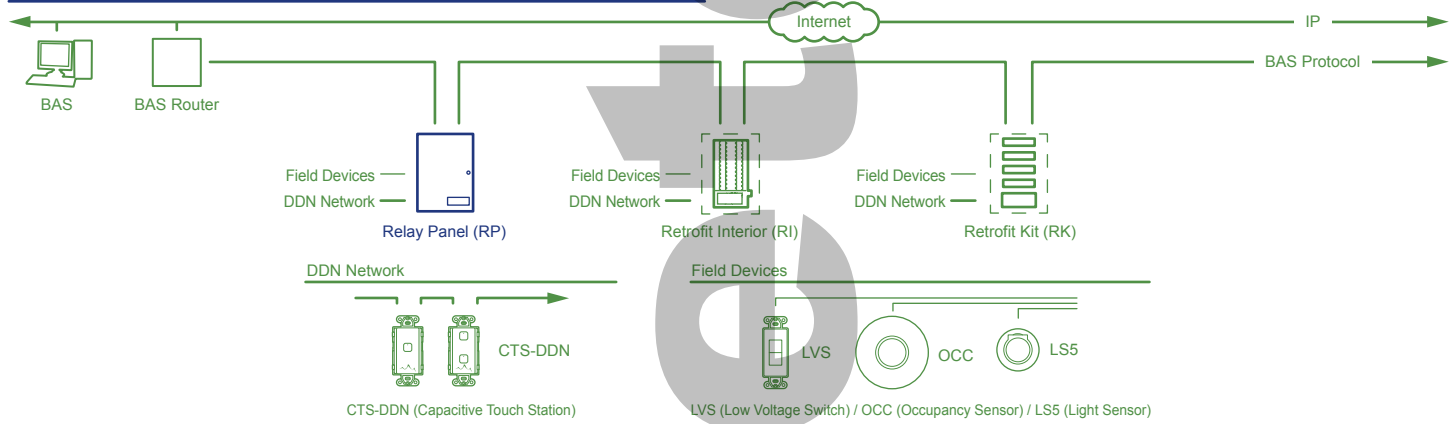 Internet
IP
BAS Protocol
BAS
BAS Router
Field Devices
DDN Network
Relay Panel (RP)
Field Devices
DDN Network
Retrofit Interior (RI)
Field Devices
DDN Network
Retrofit Kit (RK)
DDN Network
CTS-DDN
CTS-DDN (Capacitive Touch Station)
Field Devices
LVS
OCC
LS5
LVS (Low Voltage Switch) / OCC (Occupancy Sensor) / LS5 (Light Sensor)